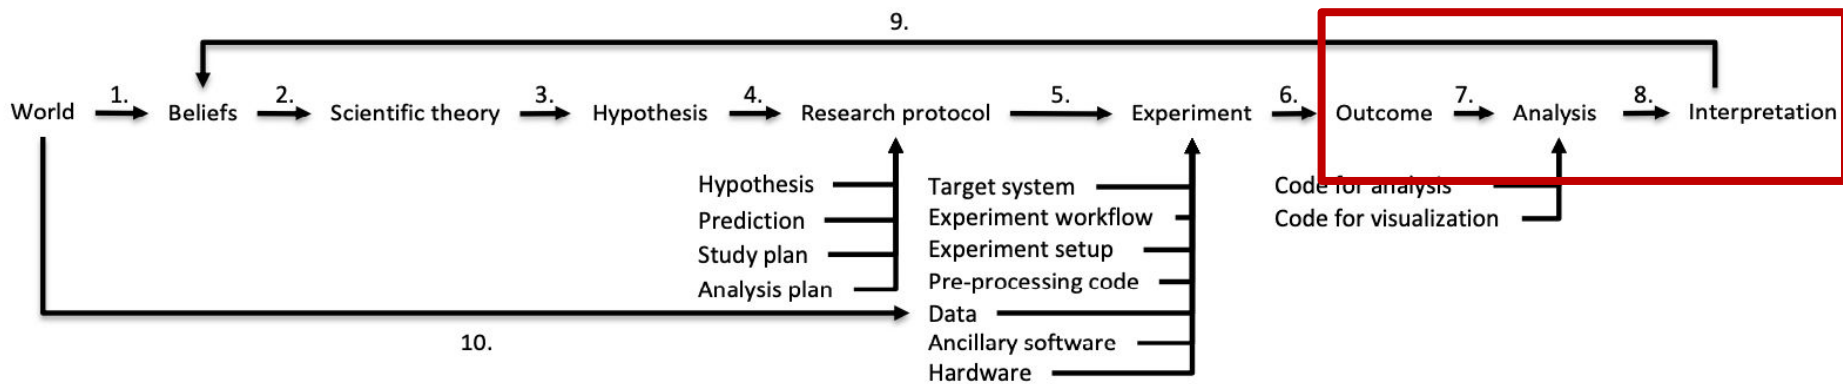 9.
World 1. Beliefs 2. Scientific theory 3. Hypothesis 4. Research protocol 5. Experiment 6. Outcome 7. Analysis 8. Interpretation
Hypothesis
Prediction
Study plan
Analysis plan
Target system
Experiment workflow
Experiment setup
Pre-processing code
Data
Ancillary software
Hardware
Code for analysis
Code for visualization
10.